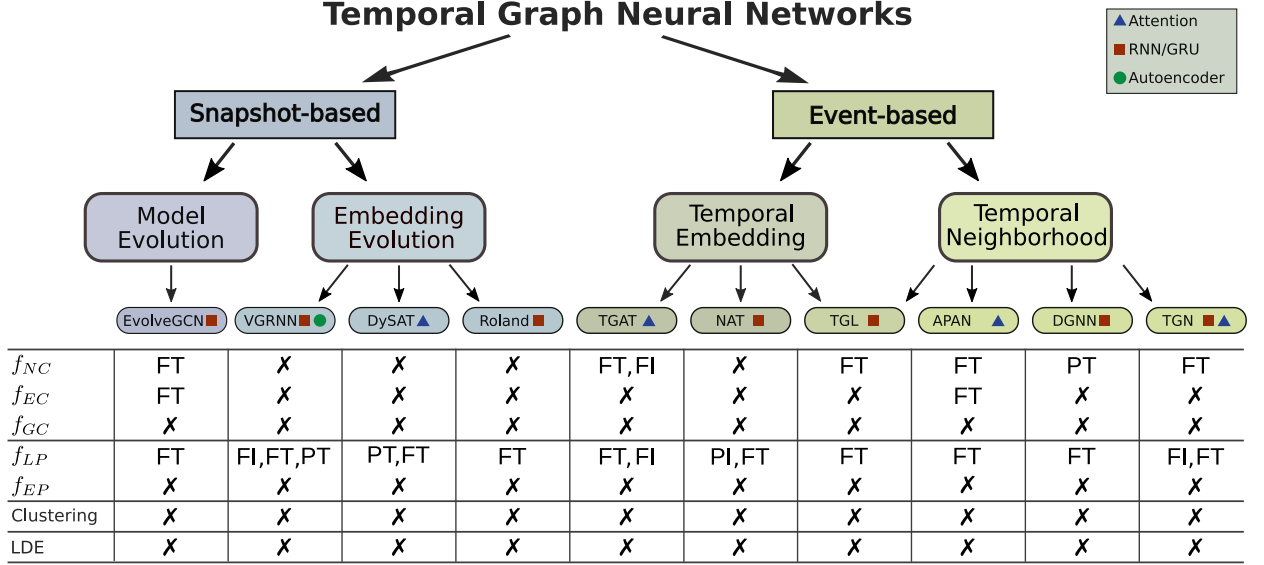 Temporal Graph Neural Networks
Attention
RNN/GRU
Autoencoder
Snapshot-based
Event-based
Model
Evolution
Embedding
Evolution
Temporal
Embedding
Temporal
Neighborhood
EvolveGCN VGRNN DySAT Roland TGAT NAT TGL APAN DGNN TGN
f_NC FT ✗ ✗ ✗ FT,FI ✗ FT FT PT FT
f_EC FT ✗ ✗ ✗ ✗ ✗ ✗ FT ✗ ✗
f_GC ✗ ✗ ✗ ✗ ✗ ✗ ✗ ✗ ✗ ✗
f_LP FT FI,FT,PT PT,FT FT FT,FI PI,FT FT FT FT FI,FT
f_EP ✗ ✗ ✗ ✗ ✗ ✗ ✗ ✗ ✗ ✗
Clustering ✗ ✗ ✗ ✗ ✗ ✗ ✗ ✗ ✗ ✗
LDE ✗ ✗ ✗ ✗ ✗ ✗ ✗ ✗ ✗ ✗